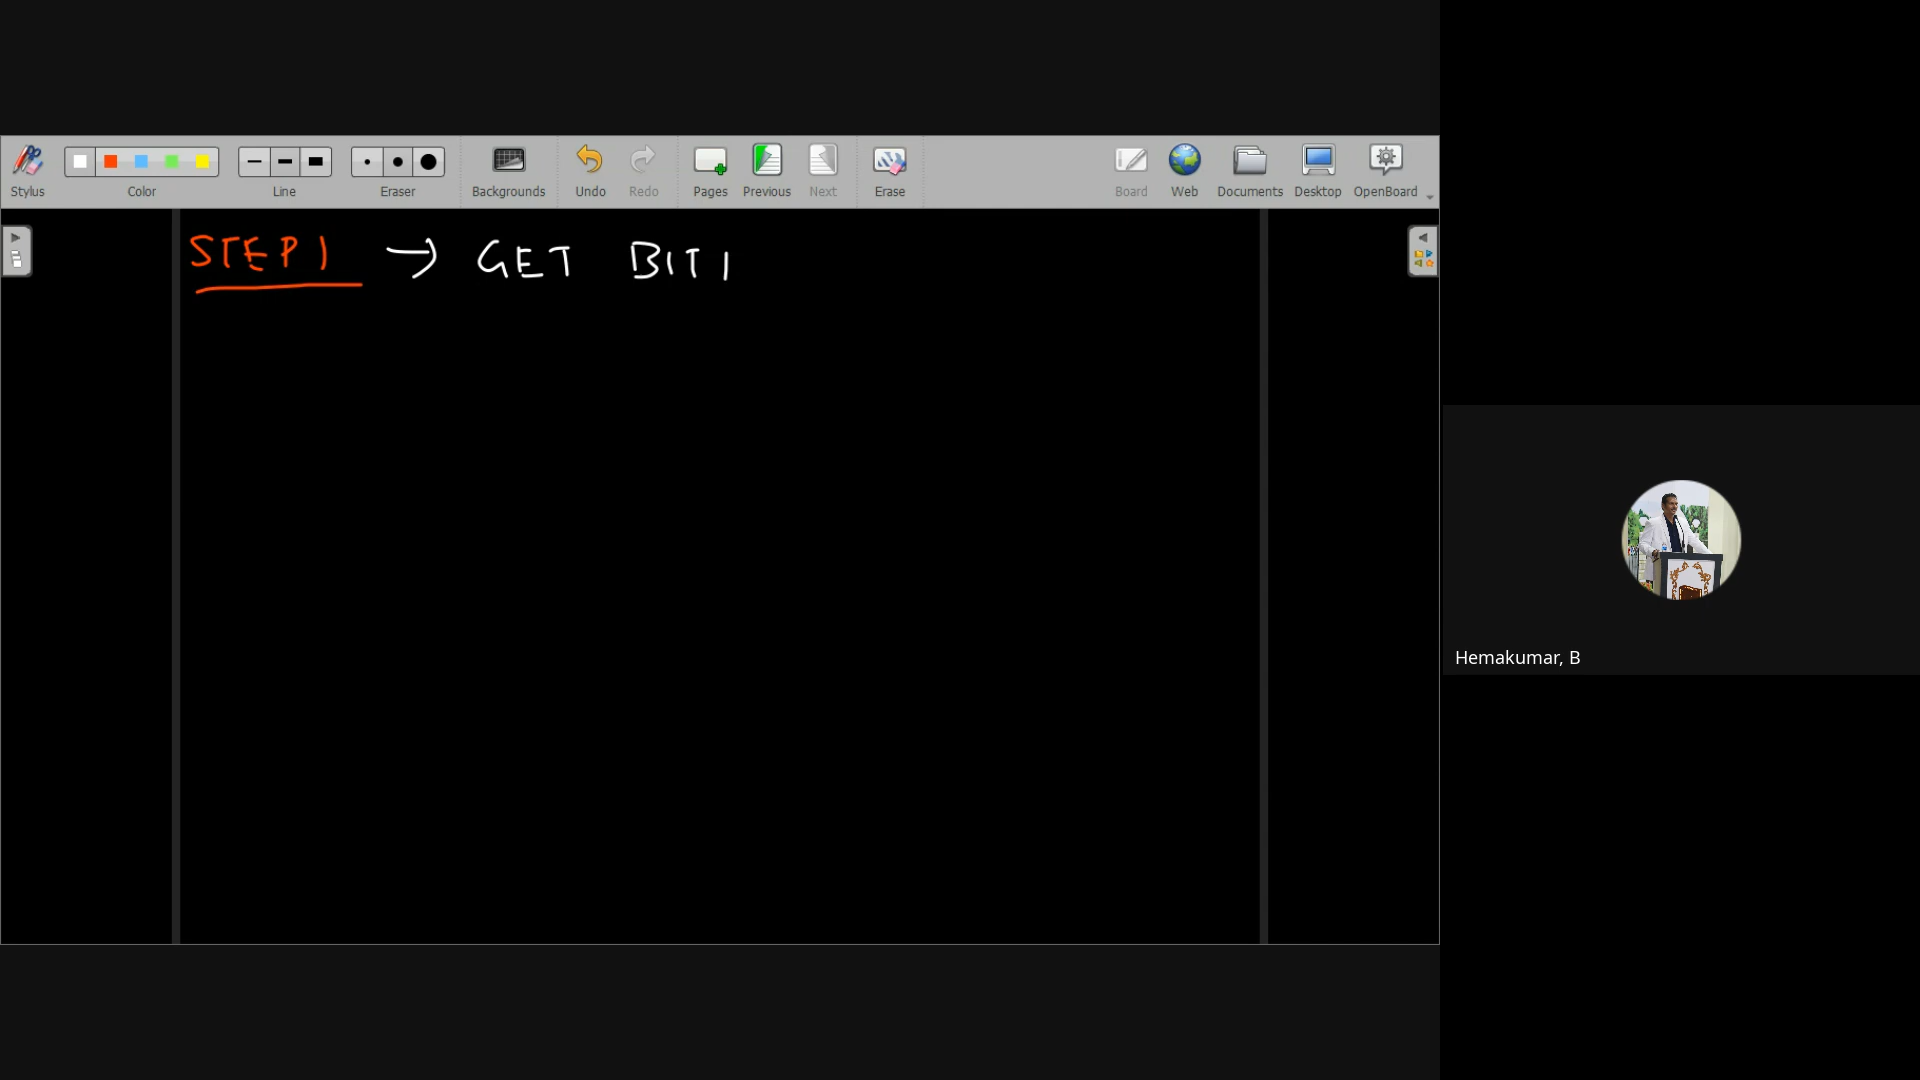 Stylus Color Line Eraser Backgrounds Undo Redo Pages Previous Next Erase Board Web Documents Desktop OpenBoard
STEP 1 → GET BIT 1
Hemakumar, B